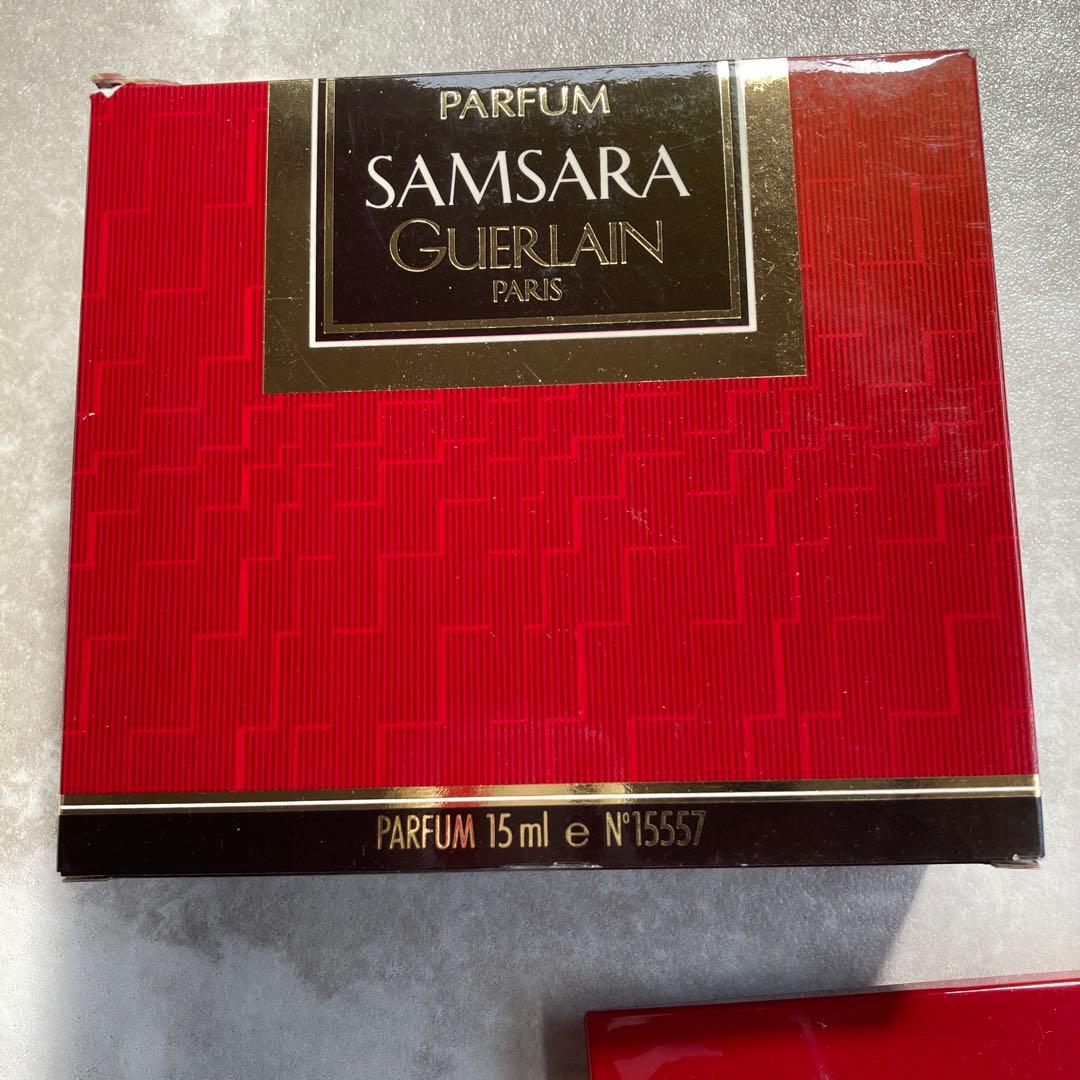 PARFUM
SAMSARA
GUERLAIN
PARIS
PARFUM 15 ml e N°15557